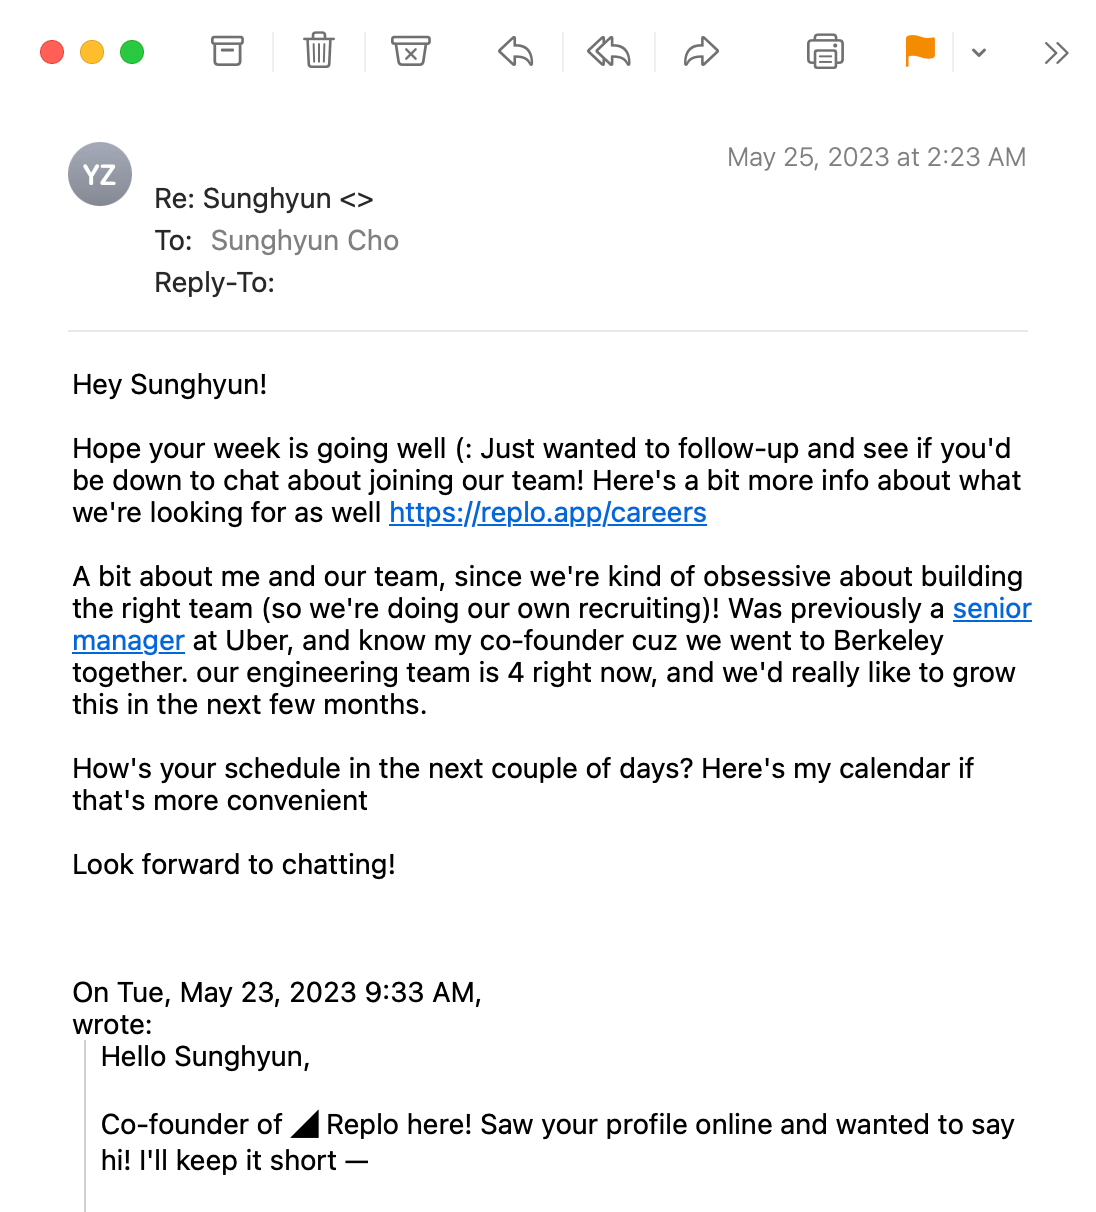 YZ
May 25, 2023 at 2:23 AM
Re: Sunghyun <>
To: Sunghyun Cho
Reply-To:
Hey Sunghyun!
Hope your week is going well (: Just wanted to follow-up and see if you'd
be down to chat about joining our team! Here's a bit more info about what
we're looking for as well https://replo.app/careers
A bit about me and our team, since we're kind of obsessive about building
the right team (so we're doing our own recruiting)! Was previously a senior
manager at Uber, and know my co-founder cuz we went to Berkeley
together. our engineering team is 4 right now, and we'd really like to grow
this in the next few months.
How's your schedule in the next couple of days? Here's my calendar if
that's more convenient
Look forward to chatting!
On Tue, May 23, 2023 9:33 AM,
wrote:
Hello Sunghyun,
Co-founder of ◢ Replo here! Saw your profile online and wanted to say
hi! I'll keep it short —